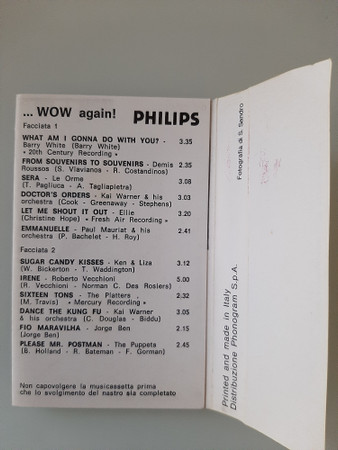 ... WOW again! PHILIPS
Facciata 1
WHAT AM I GONNA DO WITH YOU? - 3.35
Barry White (Barry White)
« 20th Century Recording »
FROM SOUVENIRS TO SOUVENIRS - Demis 2.35
Roussos (S. Vlavianos - R. Costandinos)
SERA - Le Orme 3.08
(T. Pagliuca - A. Tagliapietra)
DOCTOR'S ORDERS - Kai Warner & his 3.03
orchestra (Cook - Greenaway - Stephens)
LET ME SHOUT IT OUT - Ellie 3.20
(Christine Hope) « Fresh Air Recording »
EMMANUELLE - Paul Mauriat & his 2.41
orchestra (P. Bachelet - H. Roy)
Facciata 2
SUGAR CANDY KISSES - Ken & Liza 3.12
(W. Bickerton - T. Waddington)
IRENE - Roberto Vecchioni 5.00
(R. Vecchioni - Norman C. Des Rosiers)
SIXTEEN TONS - The Platters 2.32
(M. Travis) « Mercury Recording »
DANCE THE KUNG FU - Kai Warner 3.05
& his orchestra (C. Douglas - Biddu)
FIO MARAVILHA - Jorge Ben 2.15
(Jorge Ben)
PLEASE MR. POSTMAN - The Puppets 2.45
(B. Holland - R. Bateman - F. Gorman)
Non capovolgere la musicassetta prima
che lo svolgimento del nastro sia completato
Fotografia di S. Sendro
Printed and made in Italy
Distribuzione Phonogram S.p.A.